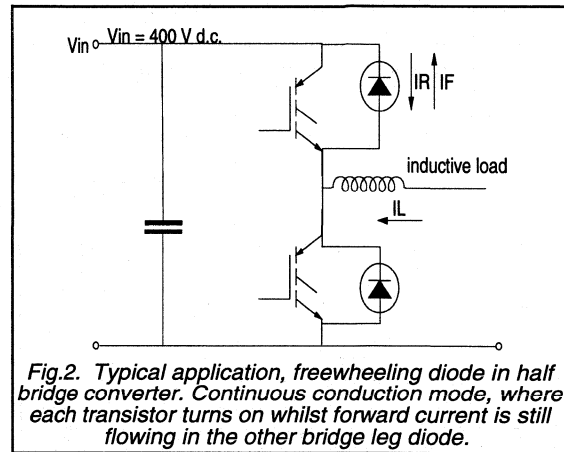 Vin Vin = 400 V d.c.
IR IF
inductive load
IL
Fig.2. Typical application, freewheeling diode in half
bridge converter. Continuous conduction mode, where
each transistor turns on whilst forward current is still
flowing in the other bridge leg diode.